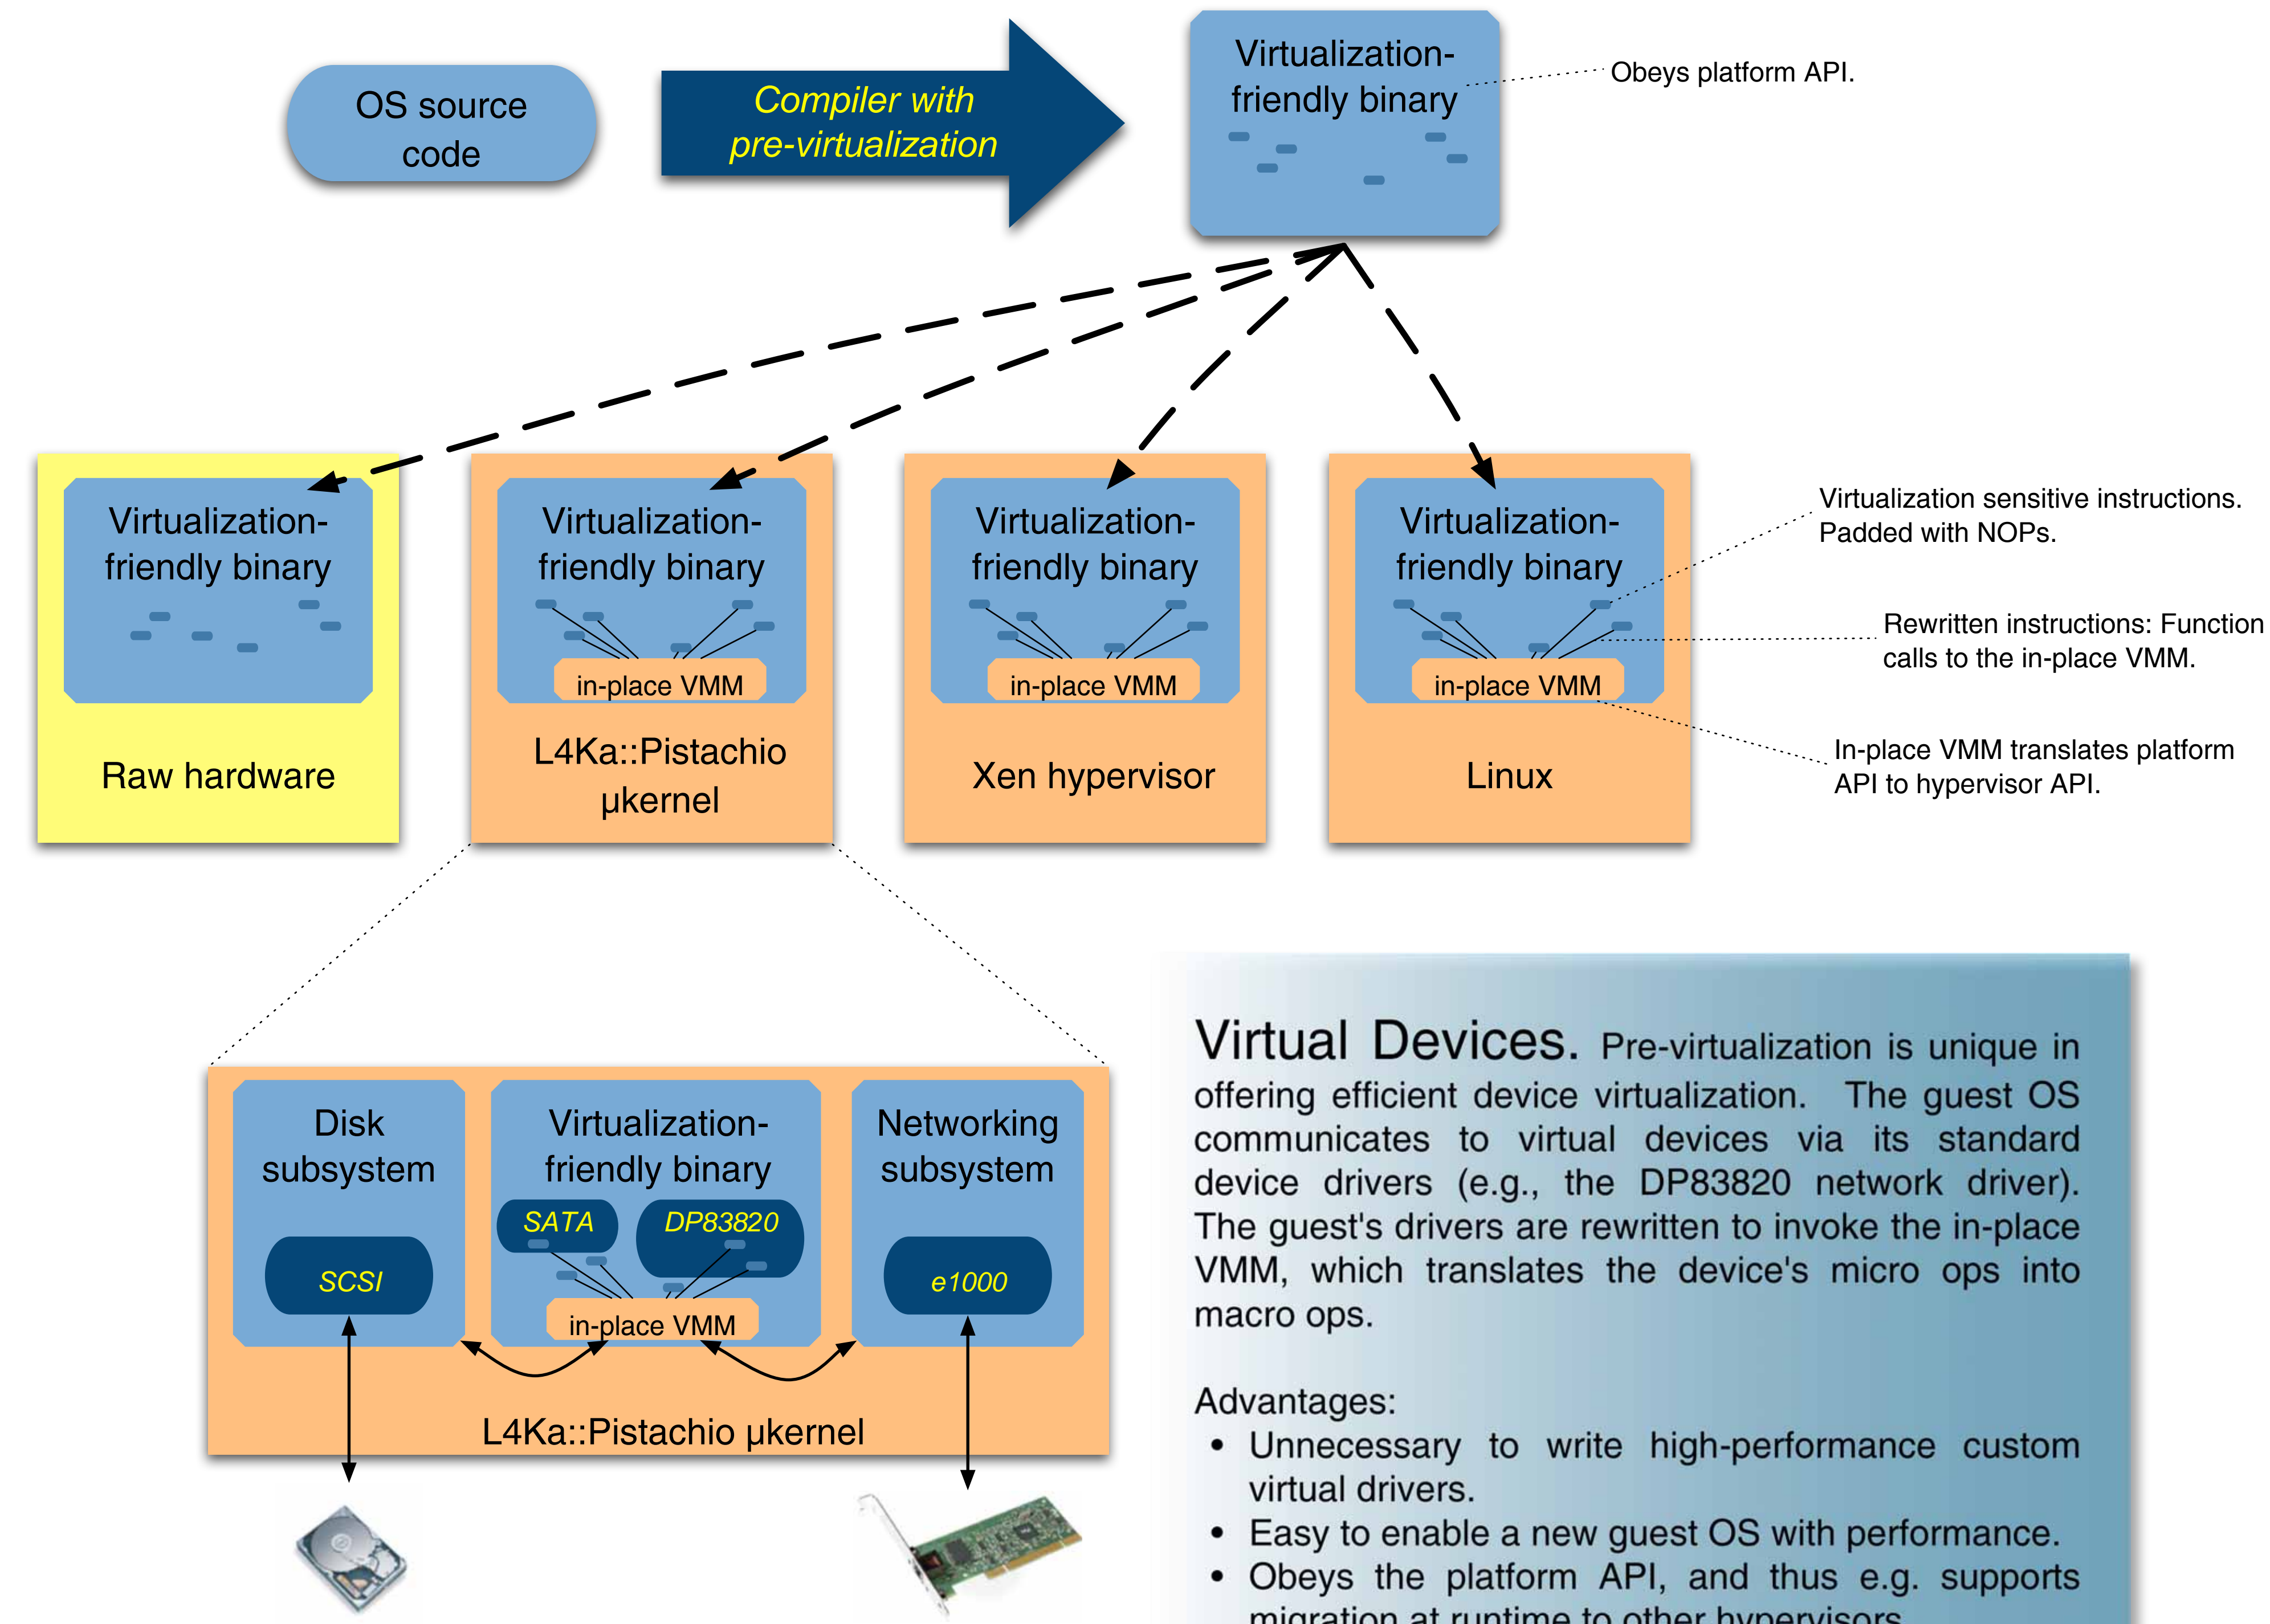 OS source
code
Compiler with
pre-virtualization
Virtualization-
friendly binary
Obeys platform API.
Virtualization-
friendly binary
Raw hardware
Virtualization-
friendly binary
in-place VMM
L4Ka::Pistachio
µkernel
Virtualization-
friendly binary
in-place VMM
Xen hypervisor
Virtualization-
friendly binary
in-place VMM
Linux
Virtualization sensitive instructions.
Padded with NOPs.
Rewritten instructions: Function
calls to the in-place VMM.
In-place VMM translates platform
API to hypervisor API.
Disk
subsystem
SCSI
Virtualization-
friendly binary
SATA
DP83820
in-place VMM
Networking
subsystem
e1000
L4Ka::Pistachio µkernel
Virtual Devices. Pre-virtualization is unique in
offering efficient device virtualization. The guest OS
communicates to virtual devices via its standard
device drivers (e.g., the DP83820 network driver).
The guest's drivers are rewritten to invoke the in-place
VMM, which translates the device's micro ops into
macro ops.
Advantages:
• Unnecessary to write high-performance custom
virtual drivers.
• Easy to enable a new guest OS with performance.
• Obeys the platform API, and thus e.g. supports
migration at runtime to other hypervisors